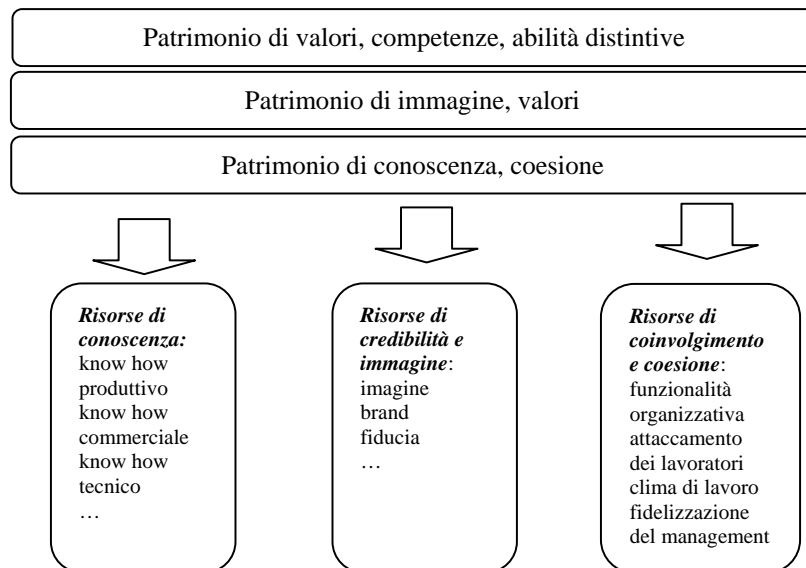 Patrimonio di valori, competenze, abilità distintive
Patrimonio di immagine, valori
Patrimonio di conoscenza, coesione
Risorse di
conoscenza:
know how
produttivo
know how
commerciale
know how
tecnico
…
Risorse di
credibilità e
immagine:
imagine
brand
fiducia
…
Risorse di
coinvolgimento
e coesione:
funzionalità
organizzativa
attaccamento
dei lavoratori
clima di lavoro
fidelizzazione
del management